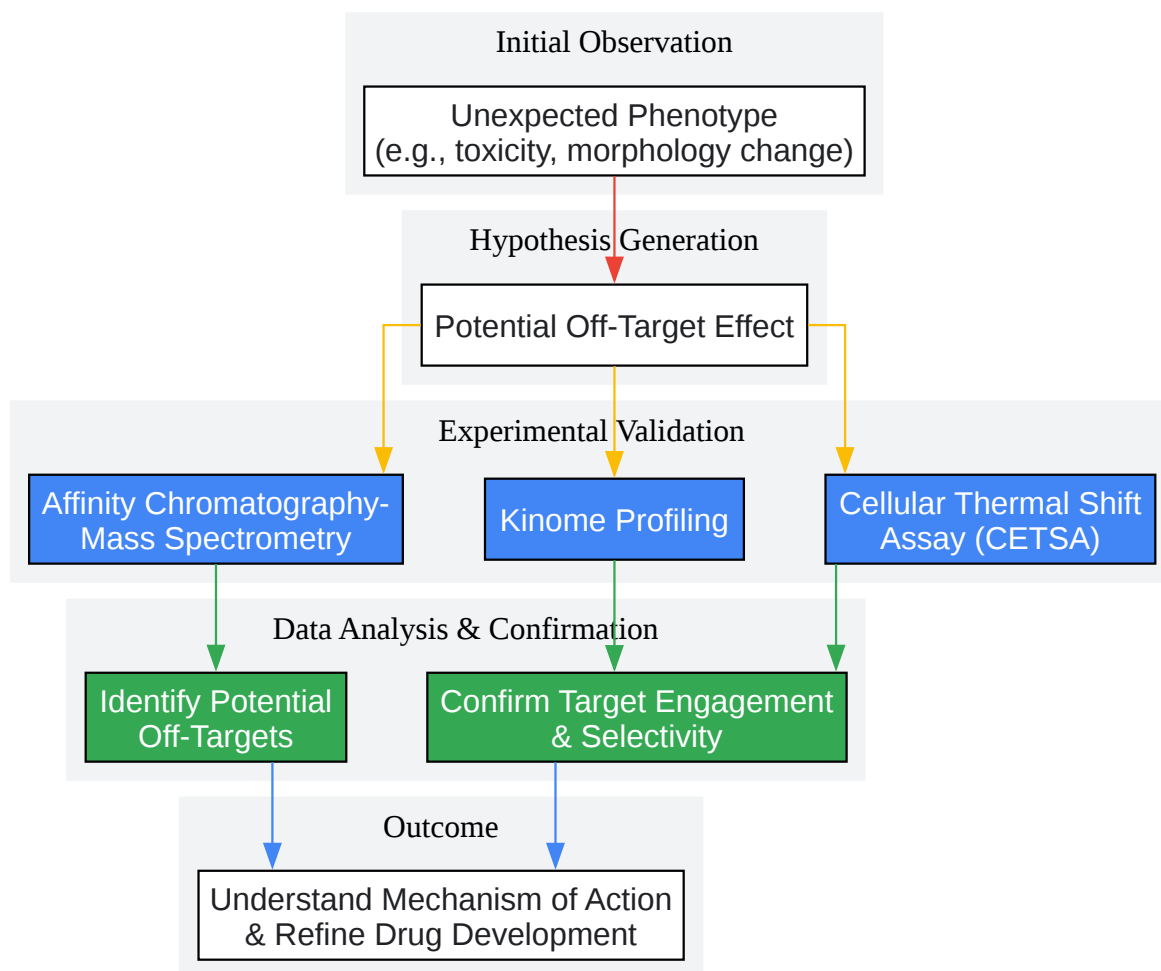 Initial Observation
Unexpected Phenotype
(e.g., toxicity, morphology change)
Hypothesis Generation
Potential Off-Target Effect
Experimental Validation
Affinity Chromatography-
Mass Spectrometry
Kinome Profiling
Cellular Thermal Shift
Assay (CETSA)
Data Analysis & Confirmation
Identify Potential
Off-Targets
Confirm Target Engagement
& Selectivity
Outcome
Understand Mechanism of Action
& Refine Drug Development